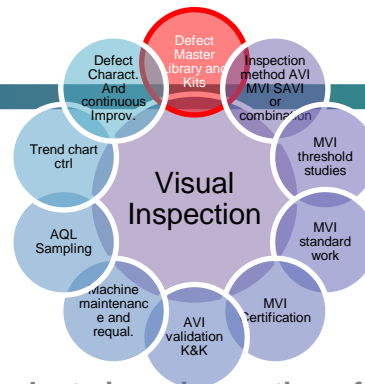 Defect
Master
Library and
Kits
Inspection
method AVI
MVI SAVI
or
combination
MVI
threshold
studies
MVI
standard
work
MVI
Certification
AVI
validation
K&K
Machine
maintenanc
e and
requal.
AQL
Sampling
Trend chart
ctrl
Defect
Charact.
And
continuous
Improv.
Visual
Inspection